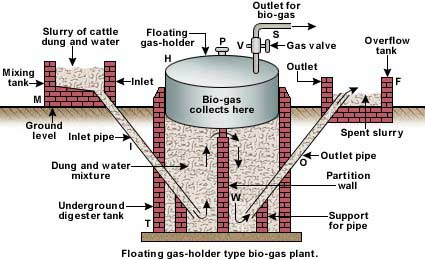 Outlet for
bio-gas
Slurry of cattle
dung and water
Floating
gas-holder
P
S
V
Gas valve
Overflow
tank
H
Mixing
tank
Inlet
Outlet
F
M
Bio-gas
collects here
Ground
level
Inlet pipe
I
Spent slurry
Dung and water
mixture
O
Outlet pipe
Partition
wall
W
Underground
digester tank
T
Support
for pipe
Floating gas-holder type bio-gas plant.